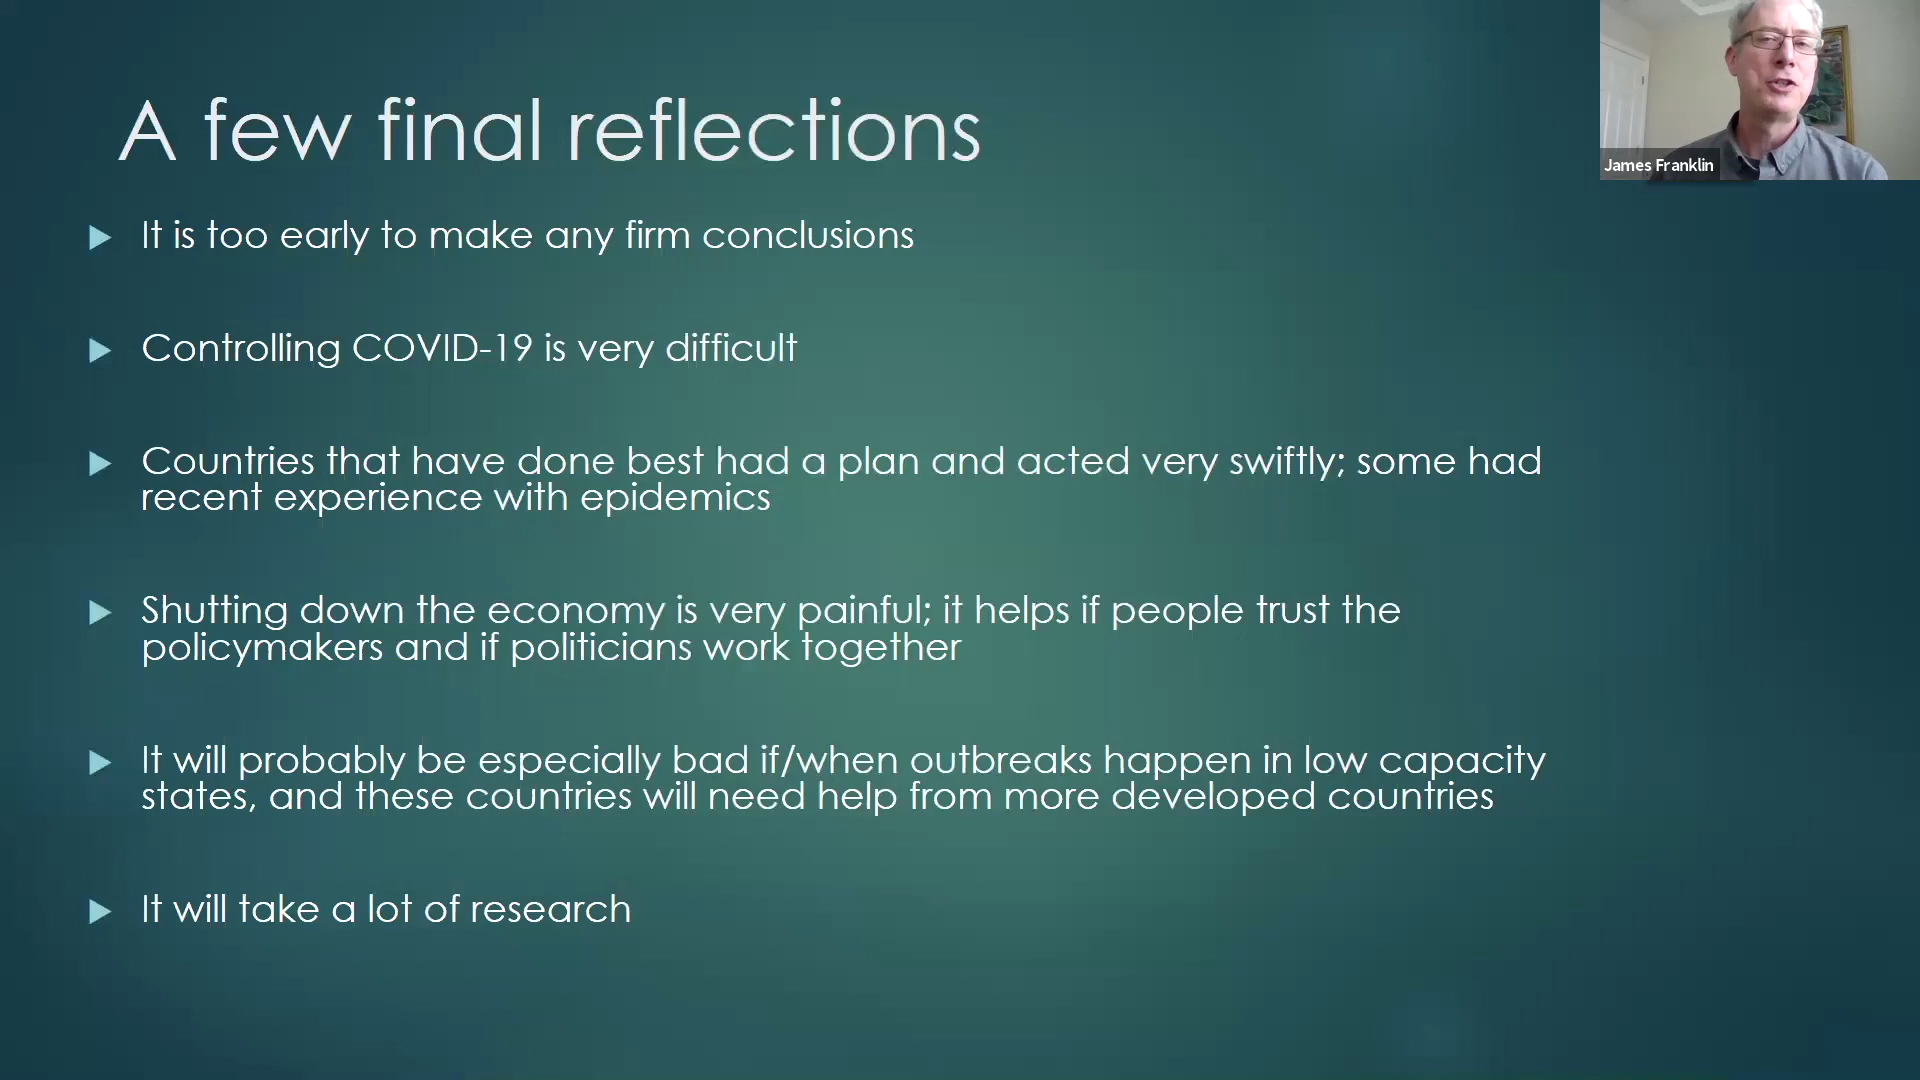 A few final reflections
James Franklin
It is too early to make any firm conclusions
Controlling COVID-19 is very difficult
Countries that have done best had a plan and acted very swiftly; some had
recent experience with epidemics
Shutting down the economy is very painful; it helps if people trust the
policymakers and if politicians work together
It will probably be especially bad if/when outbreaks happen in low capacity
states, and these countries will need help from more developed countries
It will take a lot of research